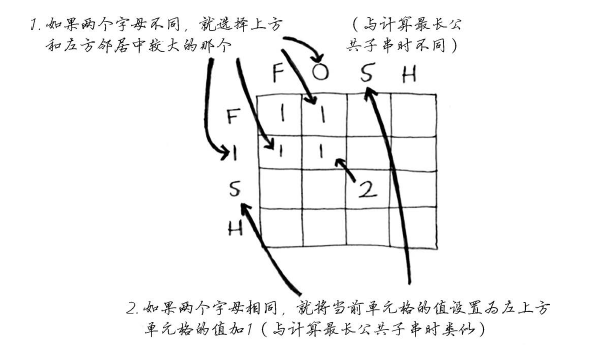 1. 如果两个字母不同，就选择上方
和左方邻居中较大的那个
（与计算最长公
共子串时不同）
F O S H
F 1 1
I 1 1
S 2
H
2. 如果两个字母相同，就将当前单元格的值设置为左上方
单元格的值加1（与计算最长公共子串时类似）